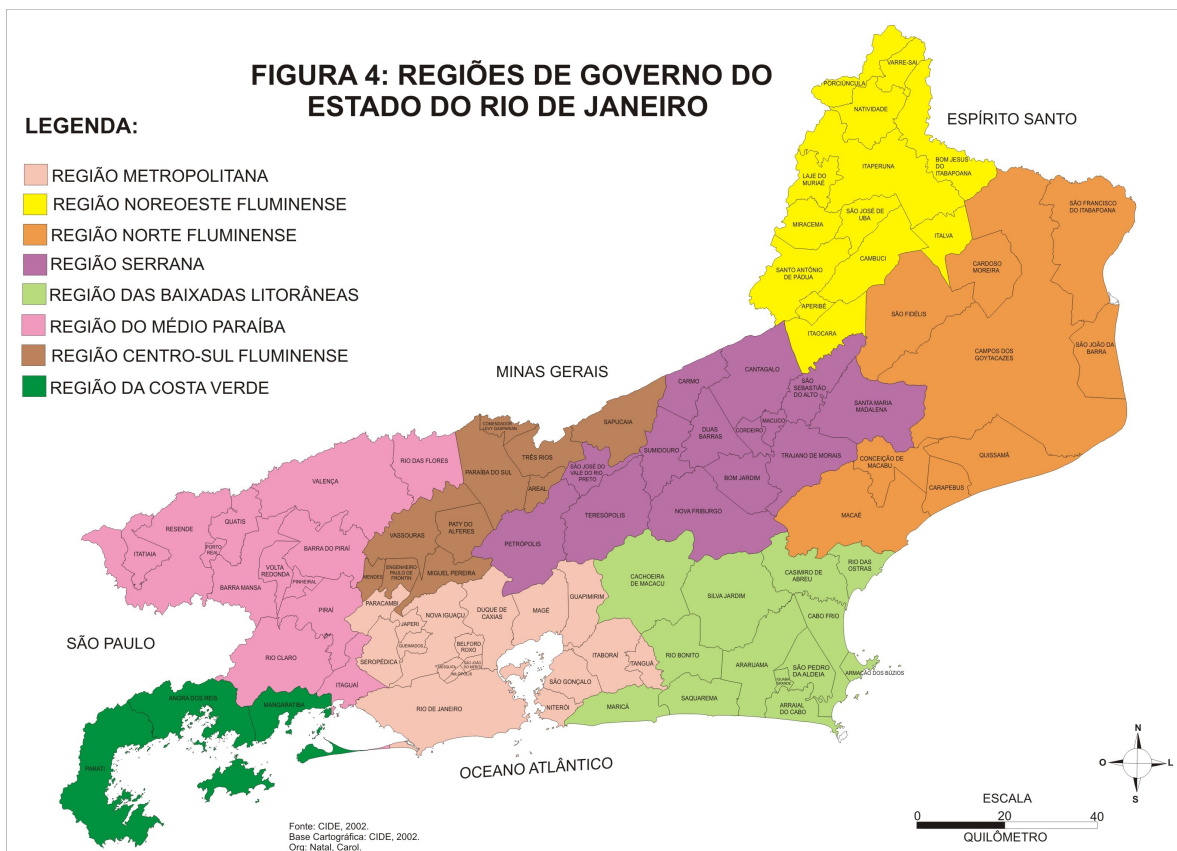 FIGURA 4: REGIÕES DE GOVERNO DO
ESTADO DO RIO DE JANEIRO
LEGENDA:
REGIÃO METROPOLITANA
REGIÃO NOREOESTE FLUMINENSE
REGIÃO NORTE FLUMINENSE
REGIÃO SERRANA
REGIÃO DAS BAIXADAS LITORÂNEAS
REGIÃO DO MÉDIO PARAÍBA
REGIÃO CENTRO-SUL FLUMINENSE
REGIÃO DA COSTA VERDE
ESPÍRITO SANTO
MINAS GERAIS
SÃO PAULO
OCEANO ATLÂNTICO
VARRE-SAI
PORCIÚNCULA
NATIVIDADE
ITAPERUNA
BOM JESUS
DO
ITABAPOANA
LAJE DO
MURIAÉ
SÃO JOSÉ DE
UBA
MIRACEMA
ITALVA
CAMBUCI
SANTO ANTÔNIO
DE PÁDUA
APERIBÉ
ITAOCARA
SÃO FRANCISCO
DO ITABAPOANA
CARDOSO
MOREIRA
SÃO FIDÉLIS
CAMPOS DOS
GOYTACAZES
SÃO JOÃO DA
BARRA
QUISSAMÃ
CONCEIÇÃO DE
MACABU
CARAPEBUS
MACAÉ
CANTAGALO
CARMO
SÃO
SEBASTIÃO
DO ALTO
SANTA MARIA
MADALENA
MACUCO
CORDEIRO
DUAS
BARRAS
SUMIDOURO
TRAJANO DE MORAIS
BOM JARDIM
NOVA FRIBURGO
SÃO JOSÉ DO
VALE DO RIO
PRETO
TERESÓPOLIS
PETRÓPOLIS
SAPUCAIA
COMENDADOR
LEVY GASPARIAN
TRÊS RIOS
PARAÍBA DO SUL
AREAL
PATY DO
ALFERES
VASSOURAS
ENGENHEIRO
PAULO DE
FRONTIN
MENDES
MIGUEL PEREIRA
RIO DAS FLORES
VALENÇA
RESENDE
QUATIS
ITATIAIA
PORTO
REAL
BARRA DO PIRAÍ
VOLTA
REDONDA
PINHEIRAL
BARRA MANSA
PIRAÍ
RIO CLARO
ITAGUAÍ
PARACAMBI
JAPERI
NOVA IGUAÇU
DUQUE DE
CAXIAS
MAGÉ
GUAPIMIRIM
QUEIMADOS
BELFORD
ROXO
SEROPÉDICA
MESQUITA
SÃO JOÃO
DE MERITI
NILÓPOLIS
ITABORAÍ
TANGUÁ
SÃO GONÇALO
NITERÓI
RIO DE JANEIRO
CACHOEIRA
DE MACACU
SILVA JARDIM
CASIMIRO DE
ABREU
RIO DAS
OSTRAS
CABO FRIO
RIO BONITO
ARARUAMA
SÃO PEDRO
DA ALDEIA
IGUABA
GRANDE
ARMAÇÃO DOS BÚZIOS
MARICÁ
SAQUAREMA
ARRAIAL
DO CABO
ANGRA DOS REIS
MANGARATIBA
PARATI
N
O
L
S
ESCALA
0 20 40
QUILÔMETRO
Fonte: CIDE, 2002.
Base Cartográfica: CIDE, 2002.
Org: Natal, Carol.